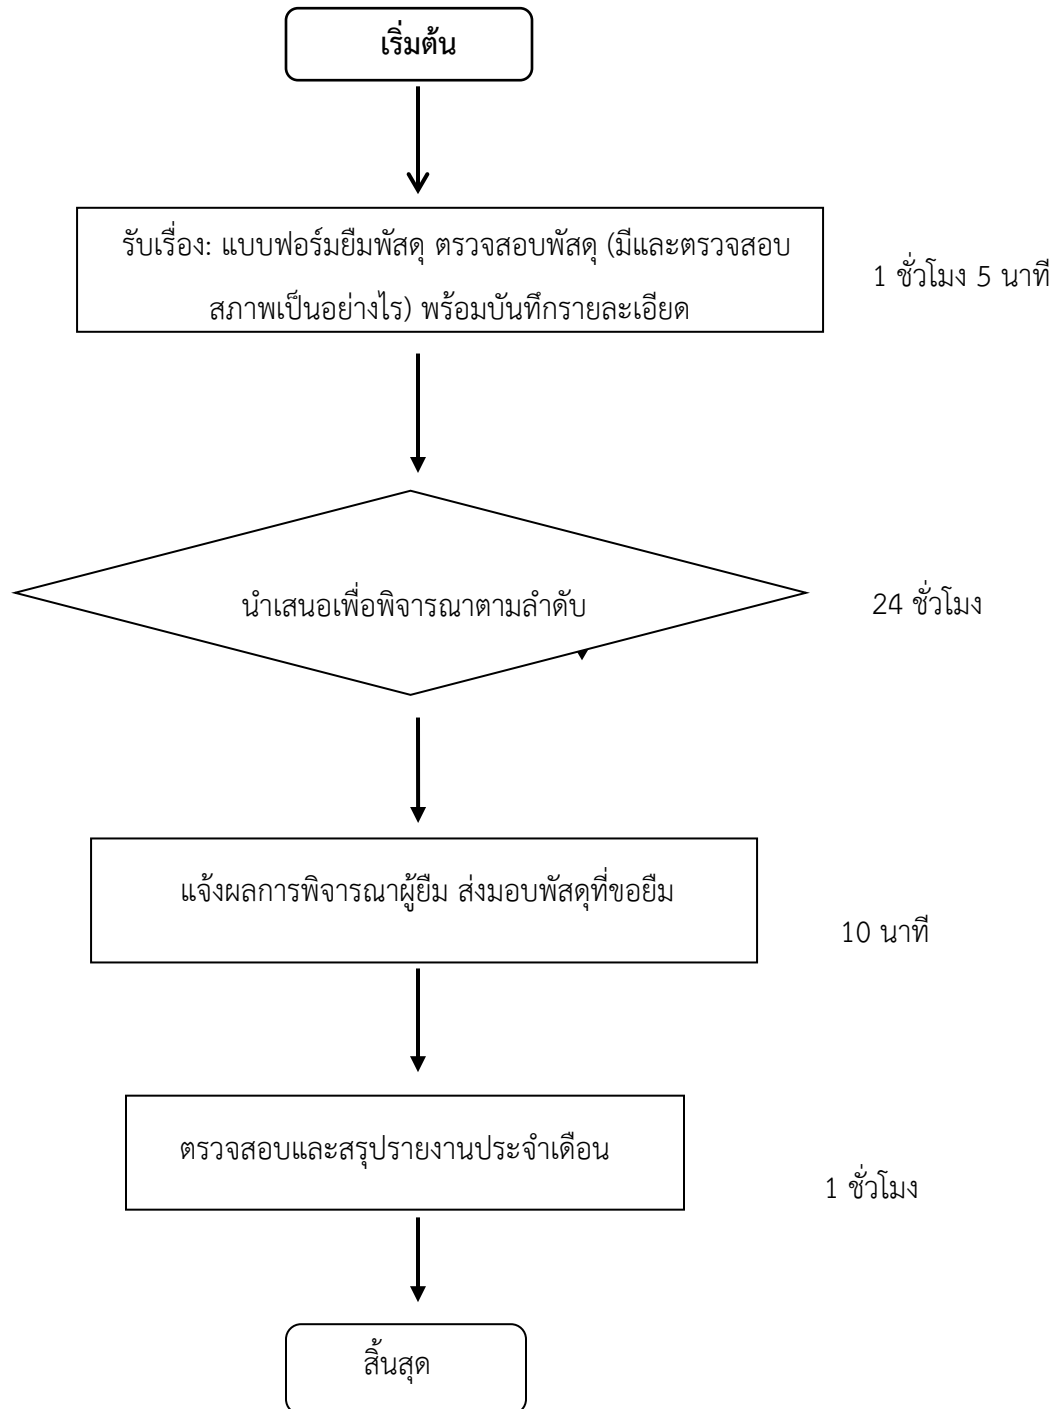 เริ่มต้น
รับเรื่อง: แบบฟอร์มยืมพัสดุ ตรวจสอบพัสดุ (มีและตรวจสอบ
สภาพเป็นอย่างไร) พร้อมบันทึกรายละเอียด
1 ชั่วโมง 5 นาที
นำเสนอเพื่อพิจารณาตามลำดับ
24 ชั่วโมง
แจ้งผลการพิจารณาผู้ยืม ส่งมอบพัสดุที่ขอยืม
10 นาที
ตรวจสอบและสรุปรายงานประจำเดือน
1 ชั่วโมง
สิ้นสุด